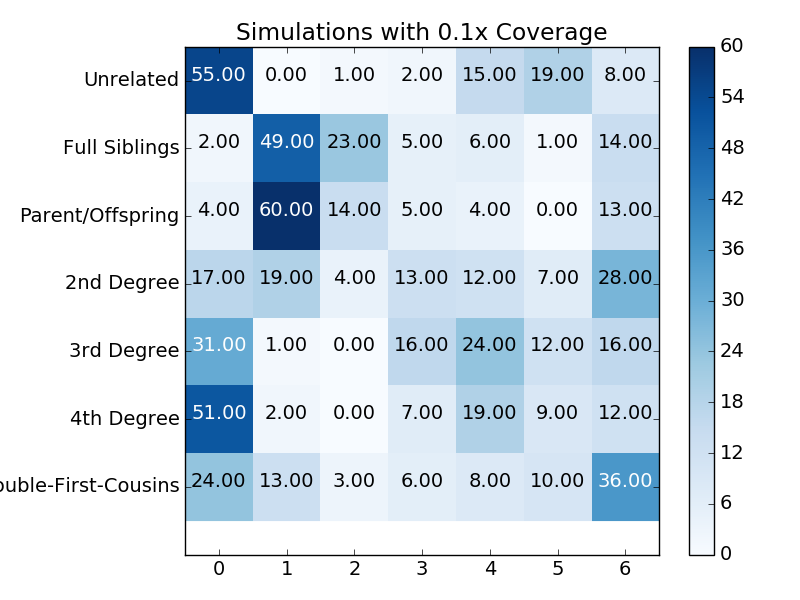 Simulations with 0.1x Coverage
Unrelated 55.00 0.00 1.00 2.00 15.00 19.00 8.00
Full Siblings 2.00 49.00 23.00 5.00 6.00 1.00 14.00
Parent/Offspring 4.00 60.00 14.00 5.00 4.00 0.00 13.00
2nd Degree 17.00 19.00 4.00 13.00 12.00 7.00 28.00
3rd Degree 31.00 1.00 0.00 16.00 24.00 12.00 16.00
4th Degree 51.00 2.00 0.00 7.00 19.00 9.00 12.00
ouble-First-Cousins 24.00 13.00 3.00 6.00 8.00 10.00 36.00
0 1 2 3 4 5 6
60
54
48
42
36
30
24
18
12
6
0